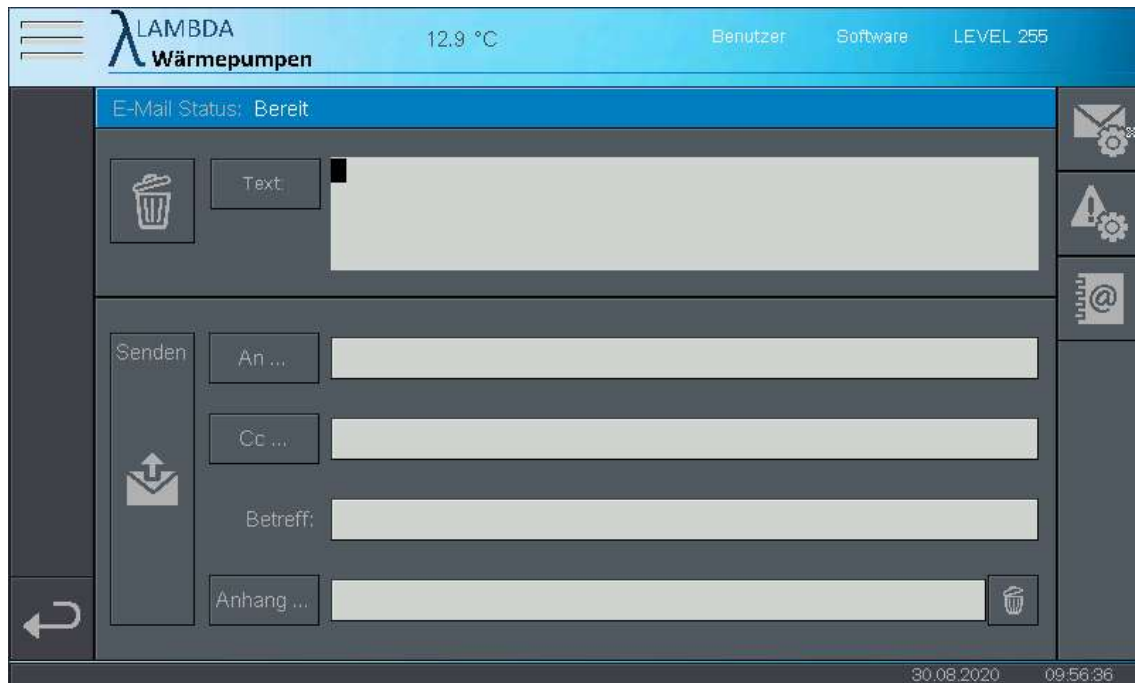 LAMBDA
Wärmepumpen
12.9 °C
Benutzer
Software
LEVEL 255
E-Mail Status: Bereit
Text:
Senden
An ...
Cc ...
Betreff:
Anhang ...
30.08.2020
09:56:36